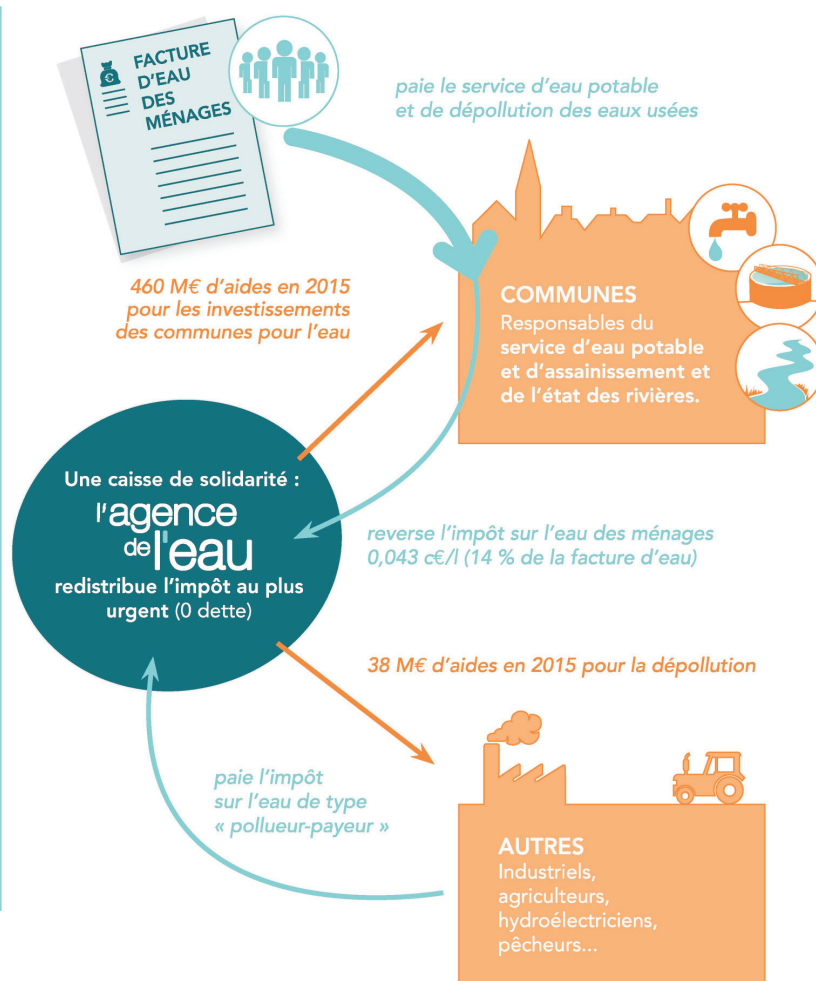 FACTURE
D'EAU
DES
MÉNAGES
paie le service d'eau potable
et de dépollution des eaux usées
460 M€ d'aides en 2015
pour les investissements
des communes pour l'eau
COMMUNES
Responsables du
service d'eau potable
et d'assainissement et
de l'état des rivières.
Une caisse de solidarité :
l'agence
de l'eau
redistribue l'impôt au plus
urgent (0 dette)
reverse l'impôt sur l'eau des ménages
0,043 c€/l (14 % de la facture d'eau)
38 M€ d'aides en 2015 pour la dépollution
paie l'impôt
sur l'eau de type
« pollueur-payeur »
AUTRES
Industriels,
agriculteurs,
hydroélectriciens,
pêcheurs...